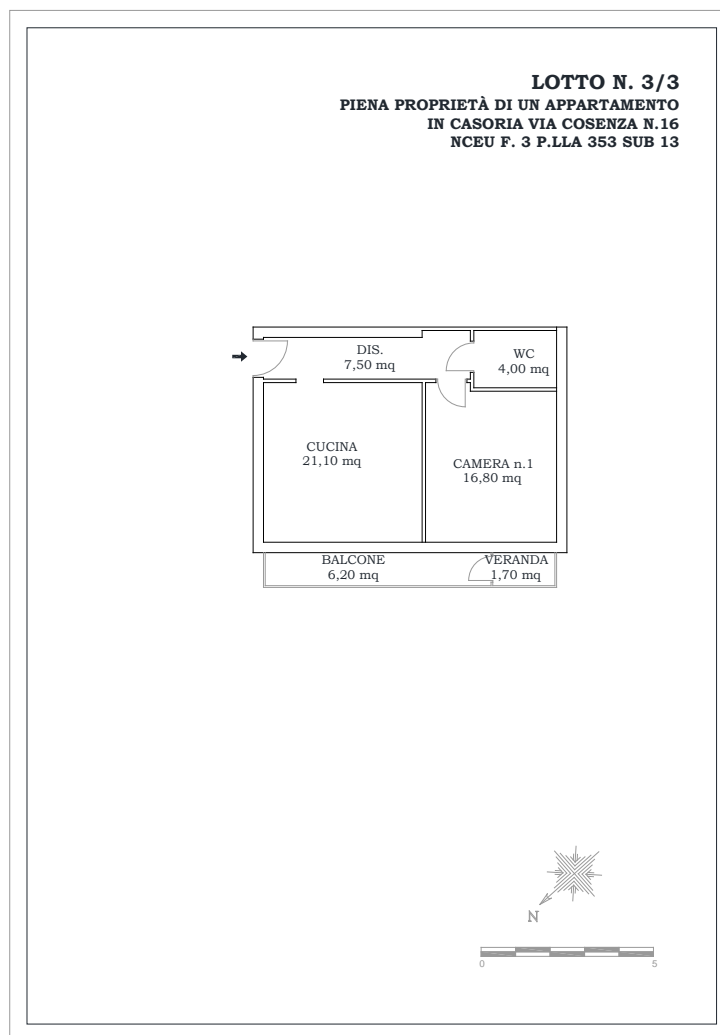 LOTTO N. 3/3
PIENA PROPRIETÀ DI UN APPARTAMENTO
IN CASORIA VIA COSENZA N.16
NCEU F. 3 P.LLA 353 SUB 13
DIS.
7,50 mq
WC
4,00 mq
CUCINA
21,10 mq
CAMERA n.1
16,80 mq
BALCONE
6,20 mq
VERANDA
1,70 mq
N
0
5